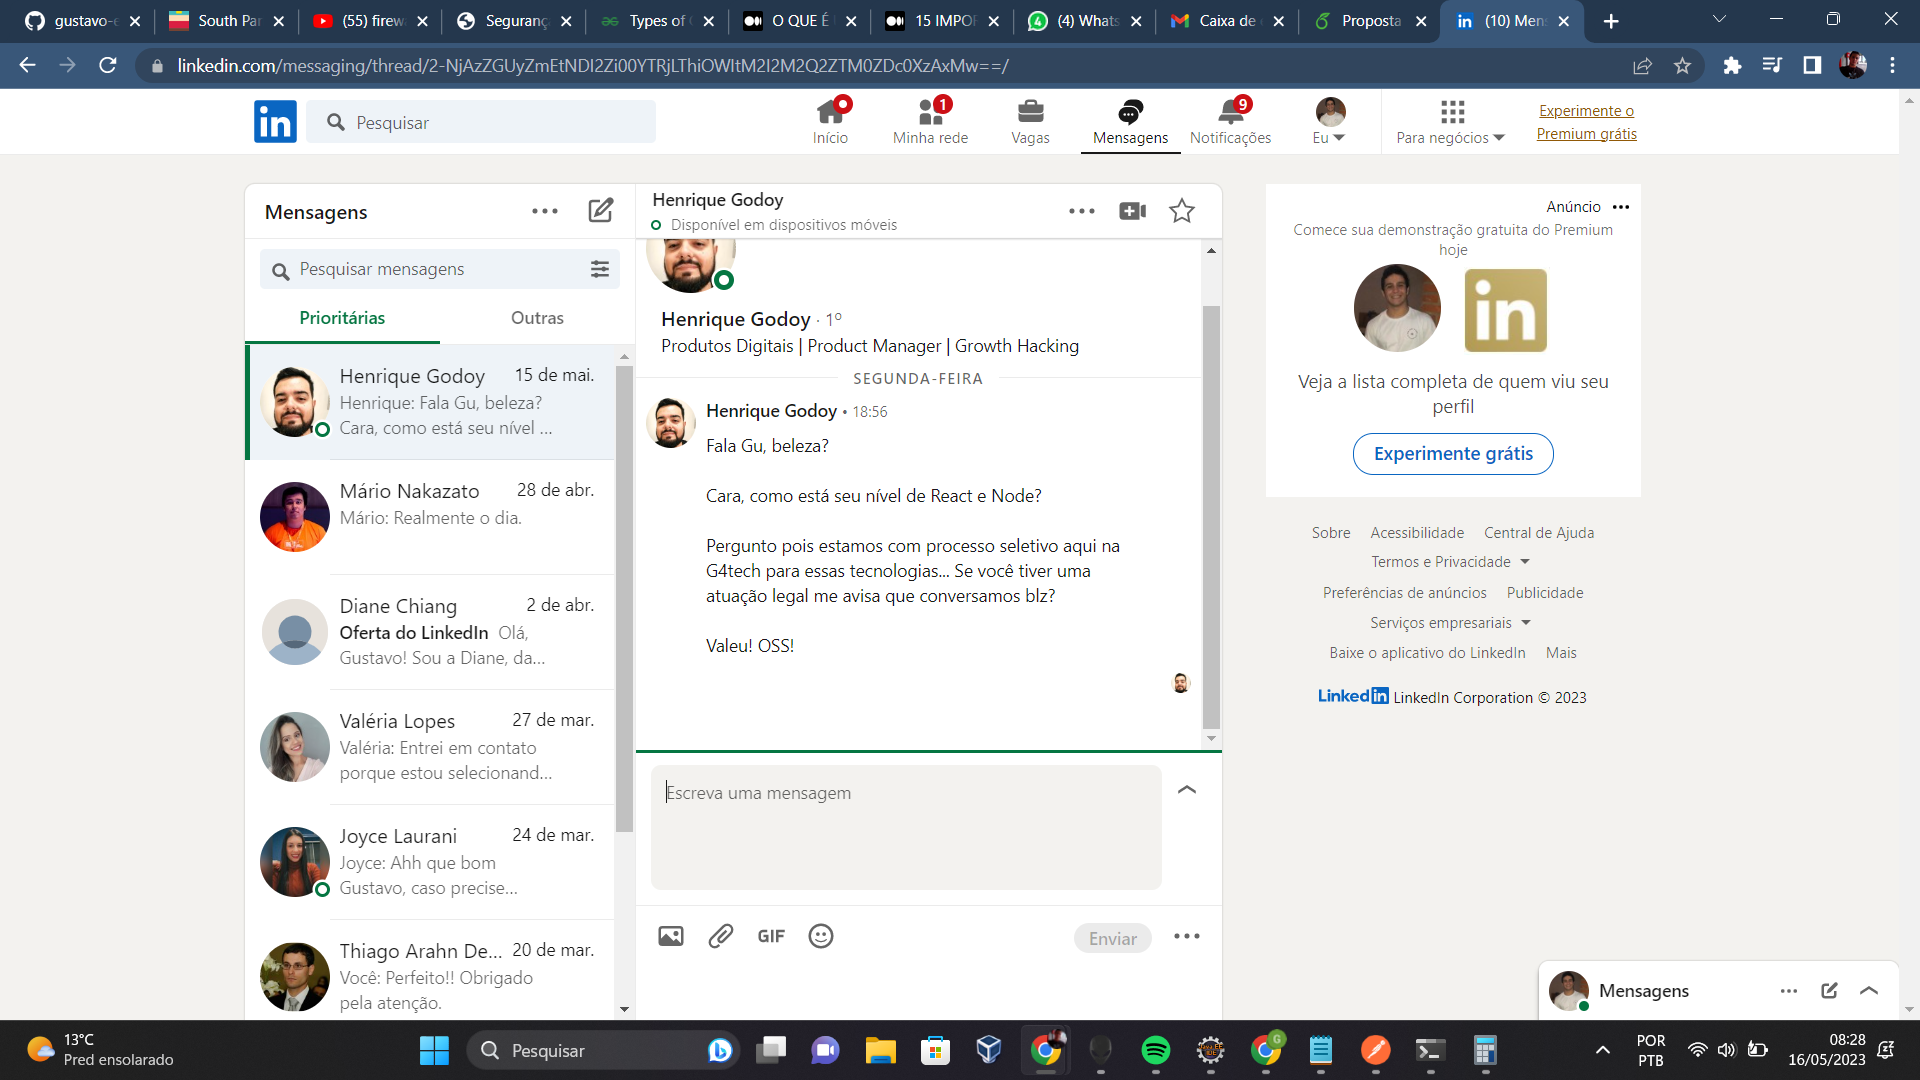 gustavo-e
South Par
(55) firew
Seguranç
Types of C
O QUE É
15 IMPOR
(4) Whats
Caixa de e
Proposta
(10) Mens
linkedin.com/messaging/thread/2-NjAzZGUyZmEtNDI2Zi00YTRjLThiOWItM2I2M2Q2ZTM0ZDc0XzAxMw==/
in
Pesquisar
Início
1
Minha rede
Vagas
Mensagens
9
Notificações
Eu
Para negócios
Experimente o
Premium grátis
Mensagens
Pesquisar mensagens
Prioritárias
Outras
Henrique Godoy 15 de mai.
Henrique: Fala Gu, beleza?
Cara, como está seu nível ...
Mário Nakazato 28 de abr.
Mário: Realmente o dia.
Diane Chiang 2 de abr.
Oferta do LinkedIn Olá,
Gustavo! Sou a Diane, da...
Valéria Lopes 27 de mar.
Valéria: Entrei em contato
porque estou selecionand...
Joyce Laurani 24 de mar.
Joyce: Ahh que bom
Gustavo, caso precise...
Thiago Arahn De... 20 de mar.
Você: Perfeito!! Obrigado
pela atenção.
Henrique Godoy
Disponível em dispositivos móveis
Henrique Godoy · 1º
Produtos Digitais | Product Manager | Growth Hacking
SEGUNDA-FEIRA
Henrique Godoy • 18:56
Fala Gu, beleza?
Cara, como está seu nível de React e Node?
Pergunto pois estamos com processo seletivo aqui na
G4tech para essas tecnologias... Se você tiver uma
atuação legal me avisa que conversamos blz?
Valeu! OSS!
Escreva uma mensagem
GIF
Enviar
Anúncio
Comece sua demonstração gratuita do Premium
hoje
in
Veja a lista completa de quem viu seu
perfil
Experimente grátis
Sobre Acessibilidade Central de Ajuda
Termos e Privacidade
Preferências de anúncios Publicidade
Serviços empresariais
Baixe o aplicativo do LinkedIn Mais
LinkedIn LinkedIn Corporation © 2023
Mensagens
13°C
Pred ensolarado
Pesquisar
G
POR
PTB
08:28
16/05/2023